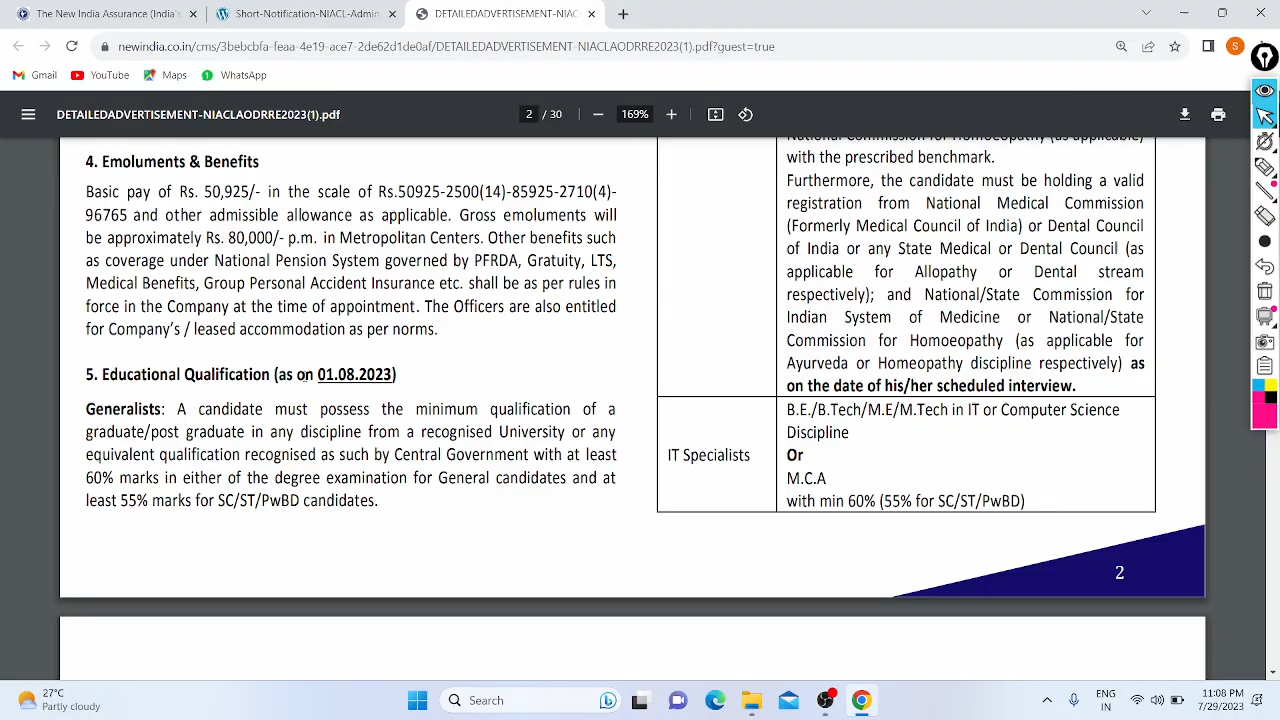 The New India Assurance (India's
Short-Notification-NIACL-Admin
DETAILEDADVERTISEMENT-NIAC
newindia.co.in/cms/3bebcbfa-feaa-4e19-ace7-2de62d1de0af/DETAILEDADVERTISEMENT-NIACLAODRRE2023(1).pdf?guest=true
S
Gmail
YouTube
Maps
WhatsApp
DETAILEDADVERTISEMENT-NIACLAODRRE2023(1).pdf
2 / 30
169%
4. Emoluments & Benefits
Basic pay of Rs. 50,925/- in the scale of Rs.50925-2500(14)-85925-2710(4)-
96765 and other admissible allowance as applicable. Gross emoluments will
be approximately Rs. 80,000/- p.m. in Metropolitan Centers. Other benefits such
as coverage under National Pension System governed by PFRDA, Gratuity, LTS,
Medical Benefits, Group Personal Accident Insurance etc. shall be as per rules in
force in the Company at the time of appointment. The Officers are also entitled
for Company's / leased accommodation as per norms.
5. Educational Qualification (as on 01.08.2023)
Generalists: A candidate must possess the minimum qualification of a
graduate/post graduate in any discipline from a recognised University or any
equivalent qualification recognised as such by Central Government with at least
60% marks in either of the degree examination for General candidates and at
least 55% marks for SC/ST/PwBD candidates.
National Commission for Homoeopathy (as applicable)
with the prescribed benchmark.
Furthermore, the candidate must be holding a valid
registration from National Medical Commission
(Formerly Medical Council of India) or Dental Council
of India or any State Medical or Dental Council (as
applicable for Allopathy or Dental stream
respectively); and National/State Commission for
Indian System of Medicine or National/State
Commission for Homoeopathy (as applicable for
Ayurveda or Homeopathy discipline respectively) as
on the date of his/her scheduled interview.
IT Specialists
B.E./B.Tech/M.E/M.Tech in IT or Computer Science
Discipline
Or
M.C.A
with min 60% (55% for SC/ST/PwBD)
2
27°C
Partly cloudy
Search
ENG
IN
11:08 PM
7/29/2023